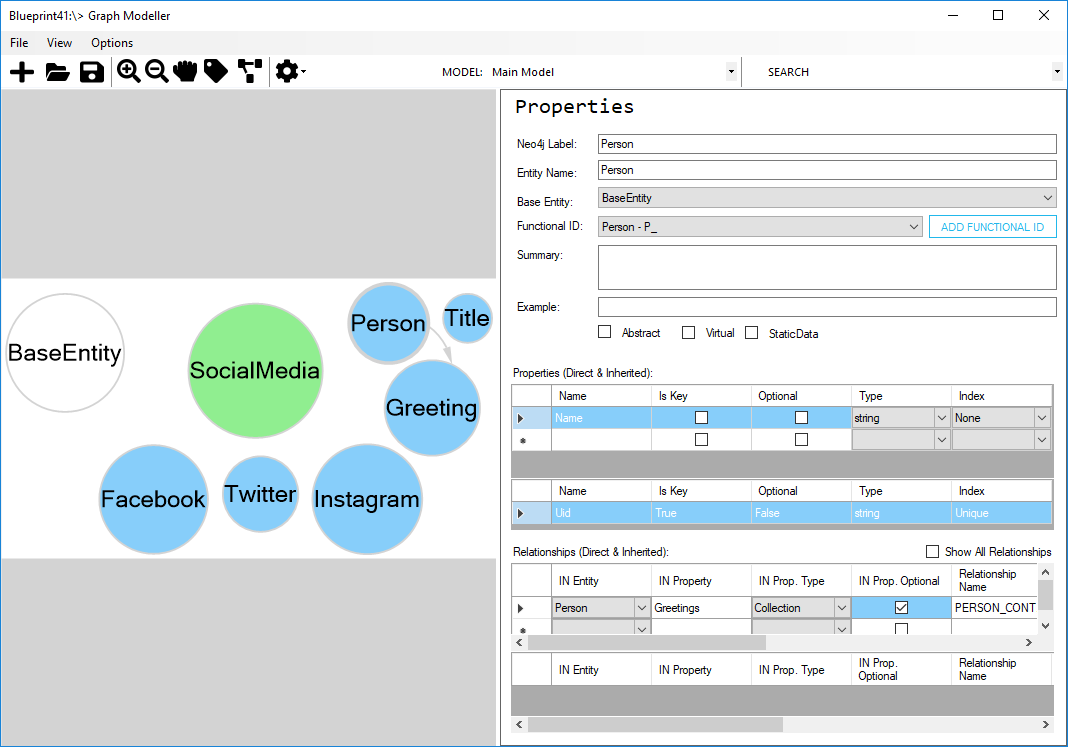 Blueprint41:\> Graph Modeller
File View Options
MODEL: Main Model SEARCH
BaseEntity
SocialMedia
Person
Title
Greeting
Facebook
Twitter
Instagram
Properties
Neo4j Label: Person
Entity Name: Person
Base Entity: BaseEntity
Functional ID: Person - P_ ADD FUNCTIONAL ID
Summary:
Example:
Abstract Virtual StaticData
Properties (Direct & Inherited):
Name Is Key Optional Type Index
Name string None
Name Is Key Optional Type Index
Uid True False string Unique
Relationships (Direct & Inherited): Show All Relationships
IN Entity IN Property IN Prop. Type IN Prop. Optional Relationship
Name
Person Greetings Collection PERSON_CONT
IN Entity IN Property IN Prop. Type IN Prop. Relationship
Optional Name